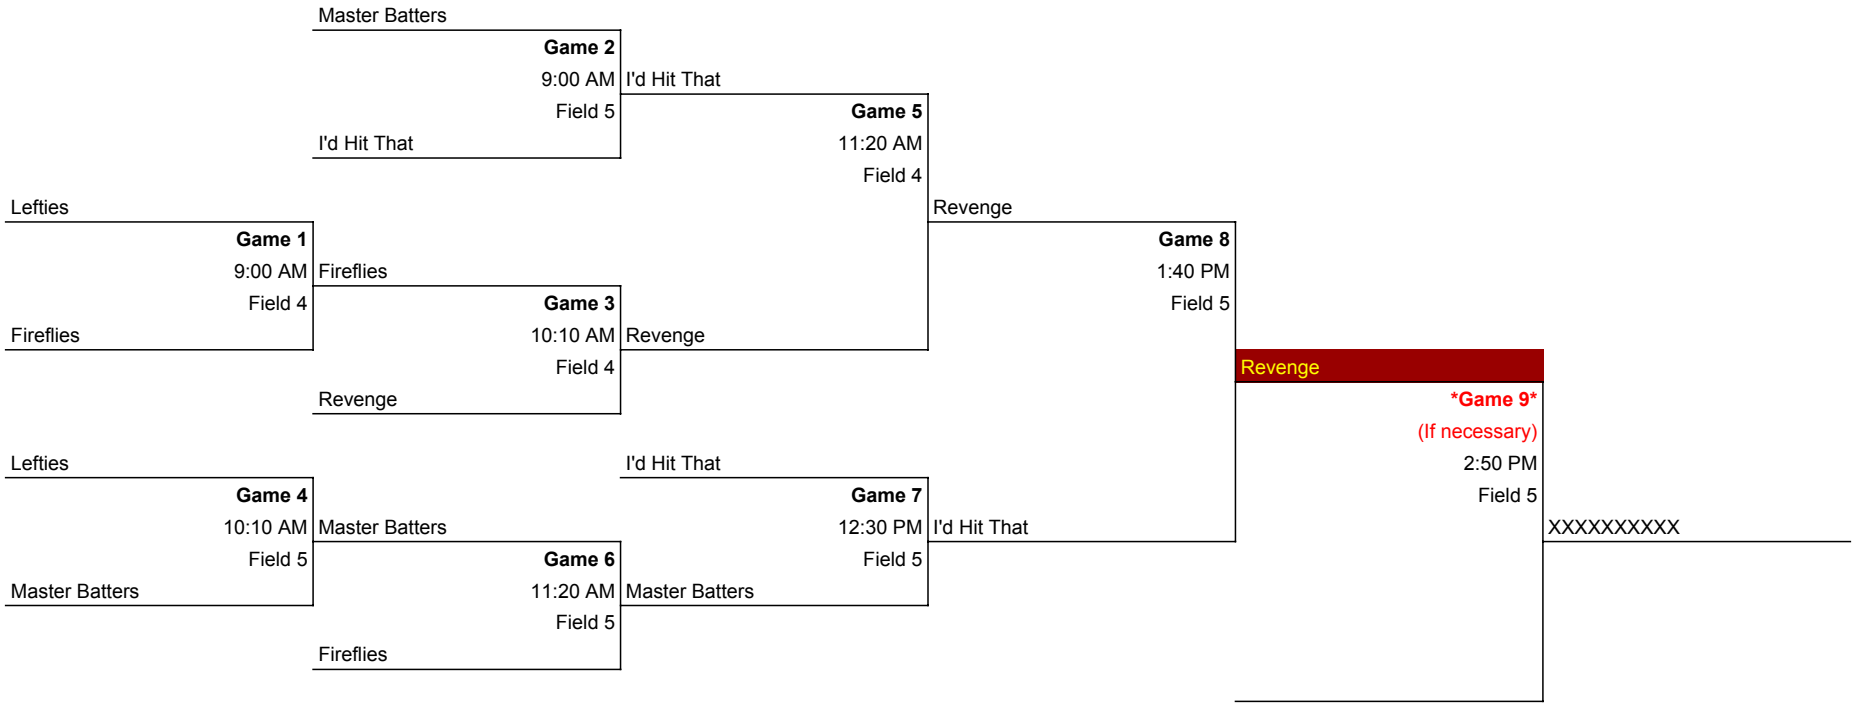 Master Batters
Game 2
9:00 AM
I'd Hit That
Field 5
Game 5
I'd Hit That
11:20 AM
Field 4
Lefties
Revenge
Game 1
Game 8
9:00 AM
Fireflies
1:40 PM
Field 4
Game 3
Field 5
Fireflies
10:10 AM
Revenge
Field 4
Revenge
Revenge
*Game 9*
(If necessary)
Lefties
I'd Hit That
2:50 PM
Game 4
Game 7
Field 5
10:10 AM
Master Batters
12:30 PM
I'd Hit That
XXXXXXXXXX
Field 5
Game 6
Field 5
Master Batters
11:20 AM
Master Batters
Field 5
Fireflies